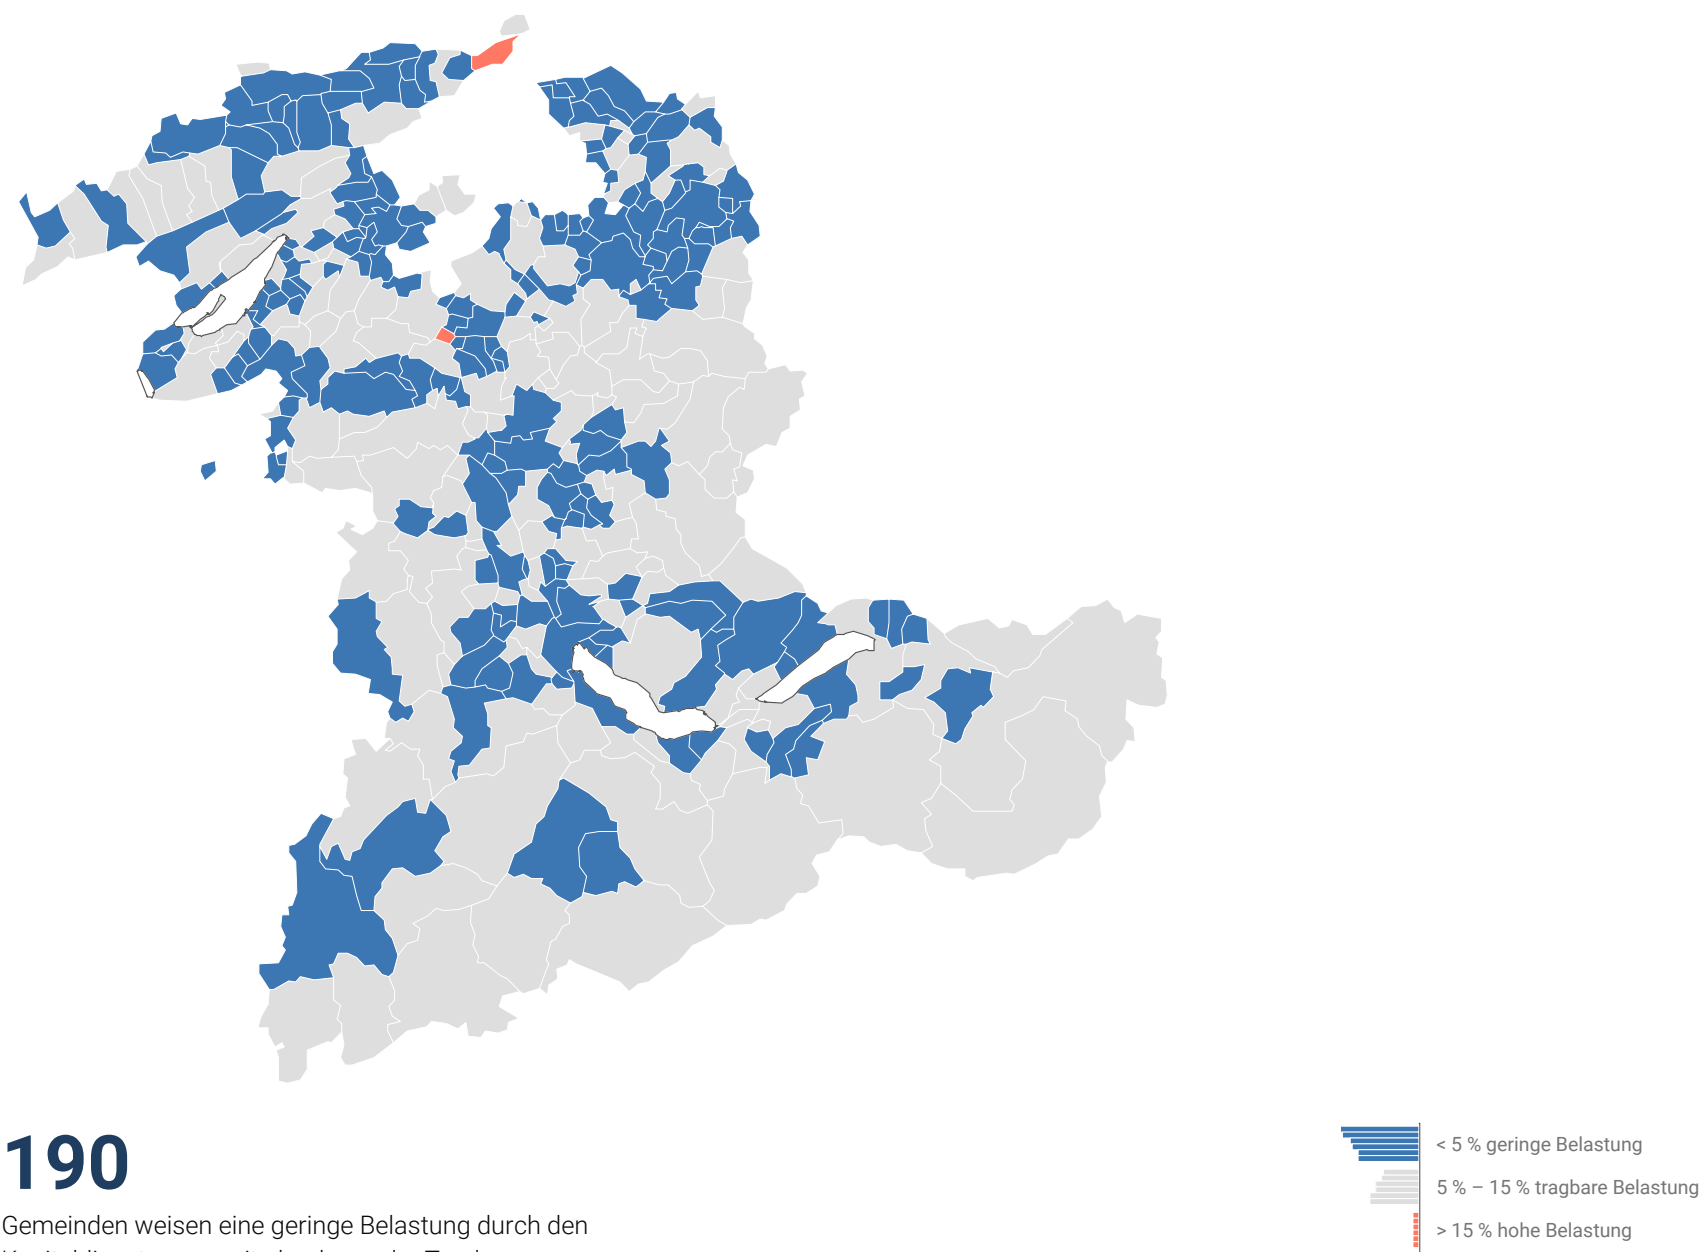 190
Gemeinden weisen eine geringe Belastung durch den
< 5 % geringe Belastung
5 % – 15 % tragbare Belastung
> 15 % hohe Belastung